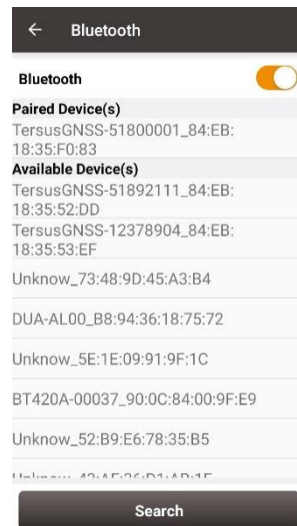 Bluetooth
Bluetooth
Paired Device(s)
TersusGNSS-51800001_84:EB:
18:35:F0:83
Available Device(s)
TersusGNSS-51892111_84:EB:
18:35:52:DD
TersusGNSS-12378904_84:EB:
18:35:53:EF
Unknow_73:48:9D:45:A3:B4
DUA-AL00_B8:94:36:18:75:72
Unknow_5E:1E:09:91:9F:1C
BT420A-00037_90:0C:84:00:9F:E9
Unknow_52:B9:E6:78:35:B5
Search